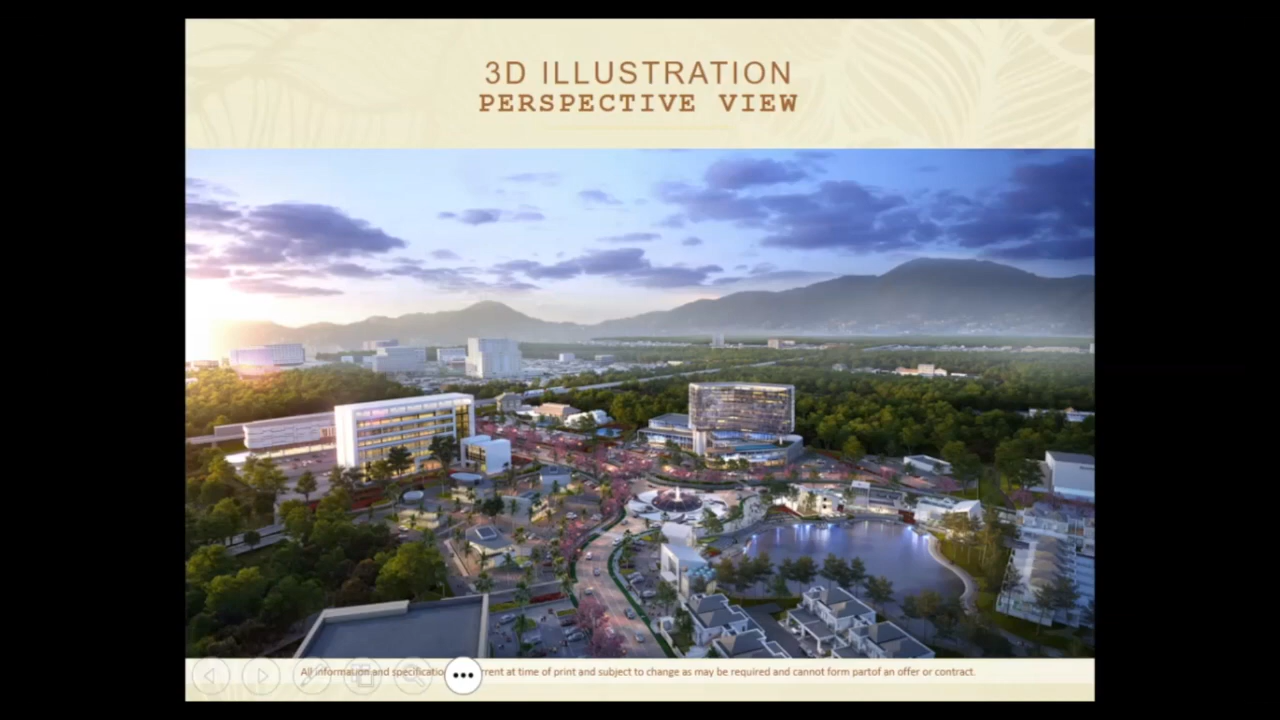 3D ILLUSTRATION
PERSPECTIVE VIEW
All information and specificatio rrent at time of print and subject to change as may be required and cannot form partof an offer or contract.